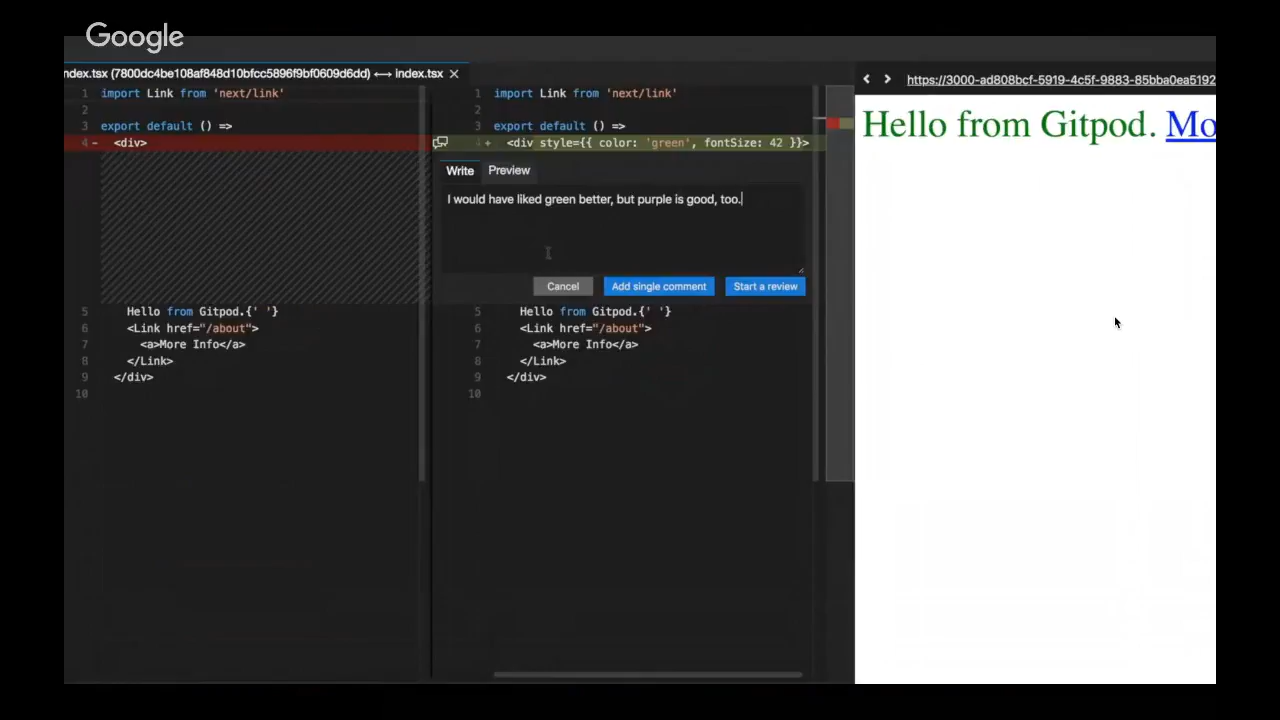 Google
ndex.tsx (7800dc4be108af848d10bfcc5896f9bf0609d6dd) ⟷ index.tsx ×
1 import Link from 'next/link'
2
3 export default () =>
4 - <div>
5 Hello from Gitpod.{' '}
6 <Link href="/about">
7 <a>More Info</a>
8 </Link>
9 </div>
10
1 import Link from 'next/link'
2
3 export default () =>
4 + <div style={{ color: 'green', fontSize: 42 }}>
Write Preview
I would have liked green better, but purple is good, too.
Cancel Add single comment Start a review
5 Hello from Gitpod.{' '}
6 <Link href="/about">
7 <a>More Info</a>
8 </Link>
9 </div>
10
https://3000-ad808bcf-5919-4c5f-9883-85bba0ea5192
Hello from Gitpod. Mo